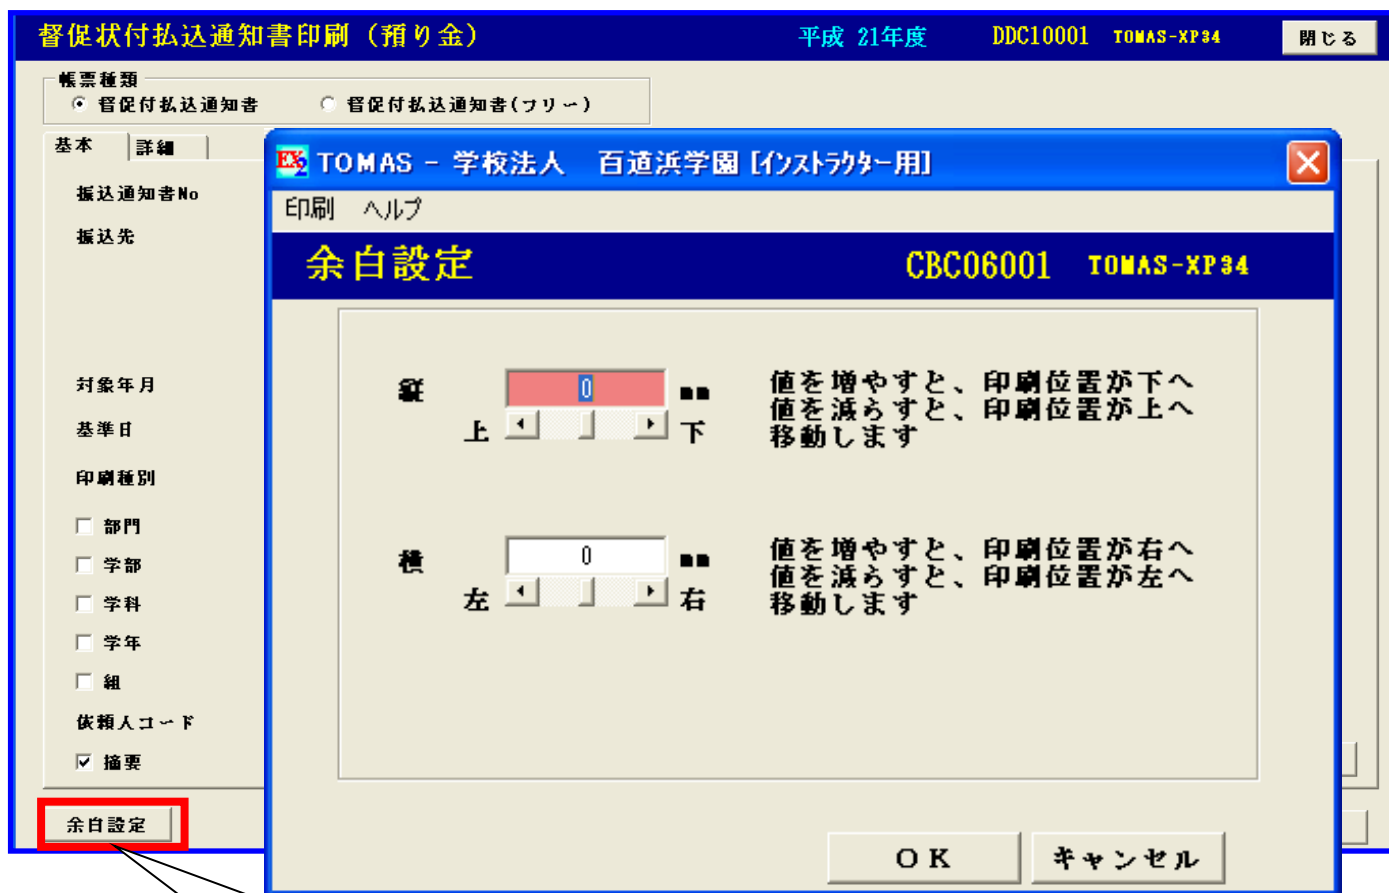 督促状付払込通知書印刷（預り金） 平成 21年度 DDC10001 TOMAS-XP34 閉じる
帳票種類
督促付払込通知書 督促付払込通知書(フリー)
基本 詳細
振込通知書No
振込先
対象年月
基準日
印刷種別
部門
学部
学科
学年
組
依頼人コード
摘要
余白設定
TOMAS - 学校法人　百道浜学園 [インストラクター用]
印刷 ヘルプ
余白設定 CBC06001 TOMAS-XP34
縦 0 mm
上 下
値を増やすと、印刷位置が下へ
値を減らすと、印刷位置が上へ
移動します
横 0 mm
左 右
値を増やすと、印刷位置が右へ
値を減らすと、印刷位置が左へ
移動します
OK キャンセル